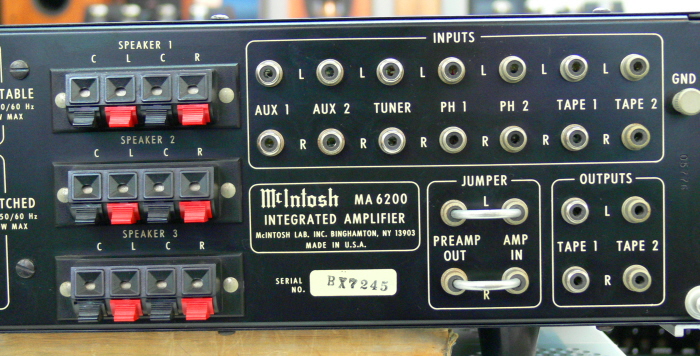 SPEAKER 1
C L C R
SPEAKER 2
C L C R
SPEAKER 3
C L C R
TABLE
50/60 Hz
MAX
TCHED
50/60 Hz
W MAX
INPUTS
L L L L L L
AUX 1 AUX 2 TUNER PH 1 PH 2 TAPE 1 TAPE 2
R R R R R R
GND
McIntosh MA 6200
INTEGRATED AMPLIFIER
McINTOSH LAB. INC. BINGHAMTON, NY 13903
MADE IN U.S.A.
SERIAL
NO.
BX7245
JUMPER
L
PREAMP
OUT
AMP
IN
R
OUTPUTS
L
TAPE 1 TAPE 2
R